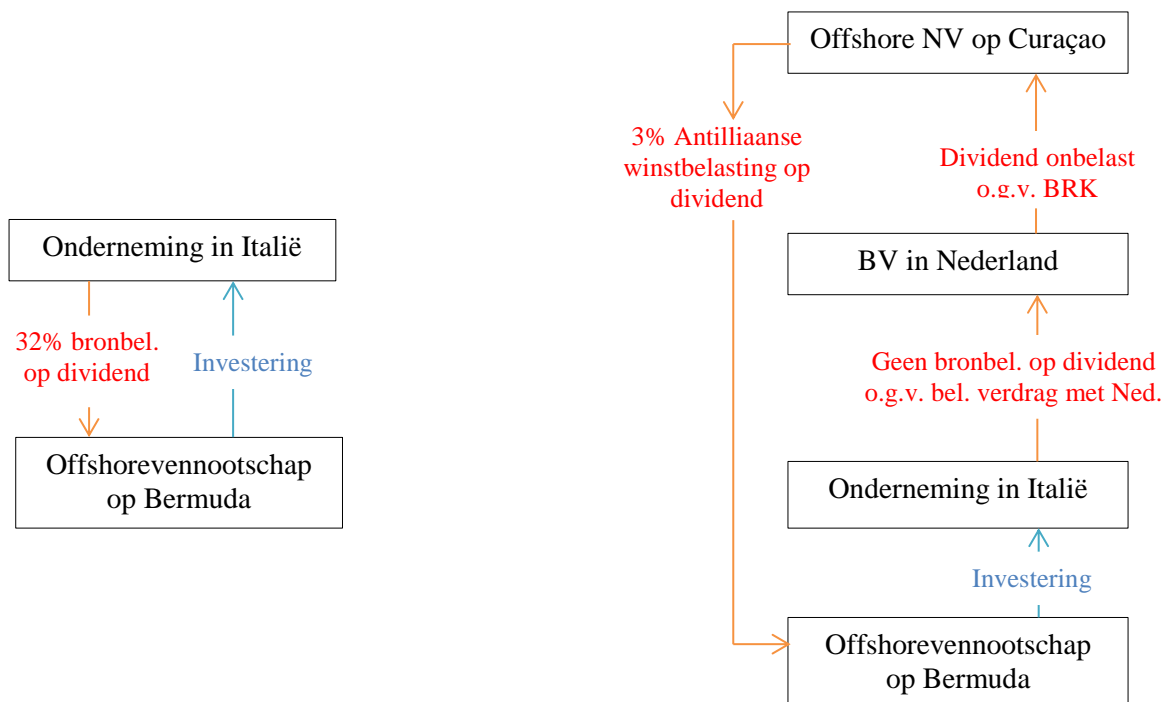 Onderneming in Italië
32% bronbel.
op dividend
Investering
Offshorevennootschap
op Bermuda
Offshore NV op Curaçao
3% Antilliaanse
winstbelasting op
dividend
Dividend onbelast
o.g.v. BRK
BV in Nederland
Geen bronbel. op dividend
o.g.v. bel. verdrag met Ned.
Onderneming in Italië
Investering
Offshorevennootschap
op Bermuda